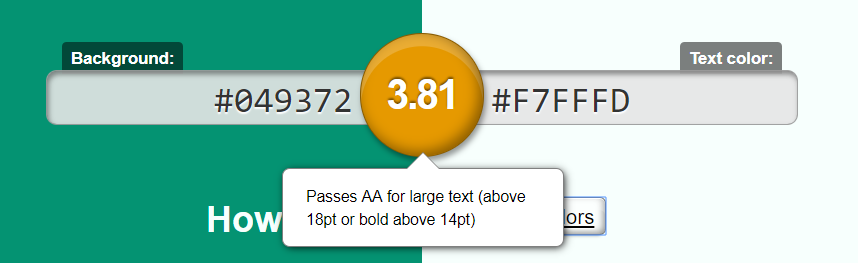 Background:
Text color:
#049372
3.81
#F7FFFD
Passes AA for large text (above
18pt or bold above 14pt)
How
lors